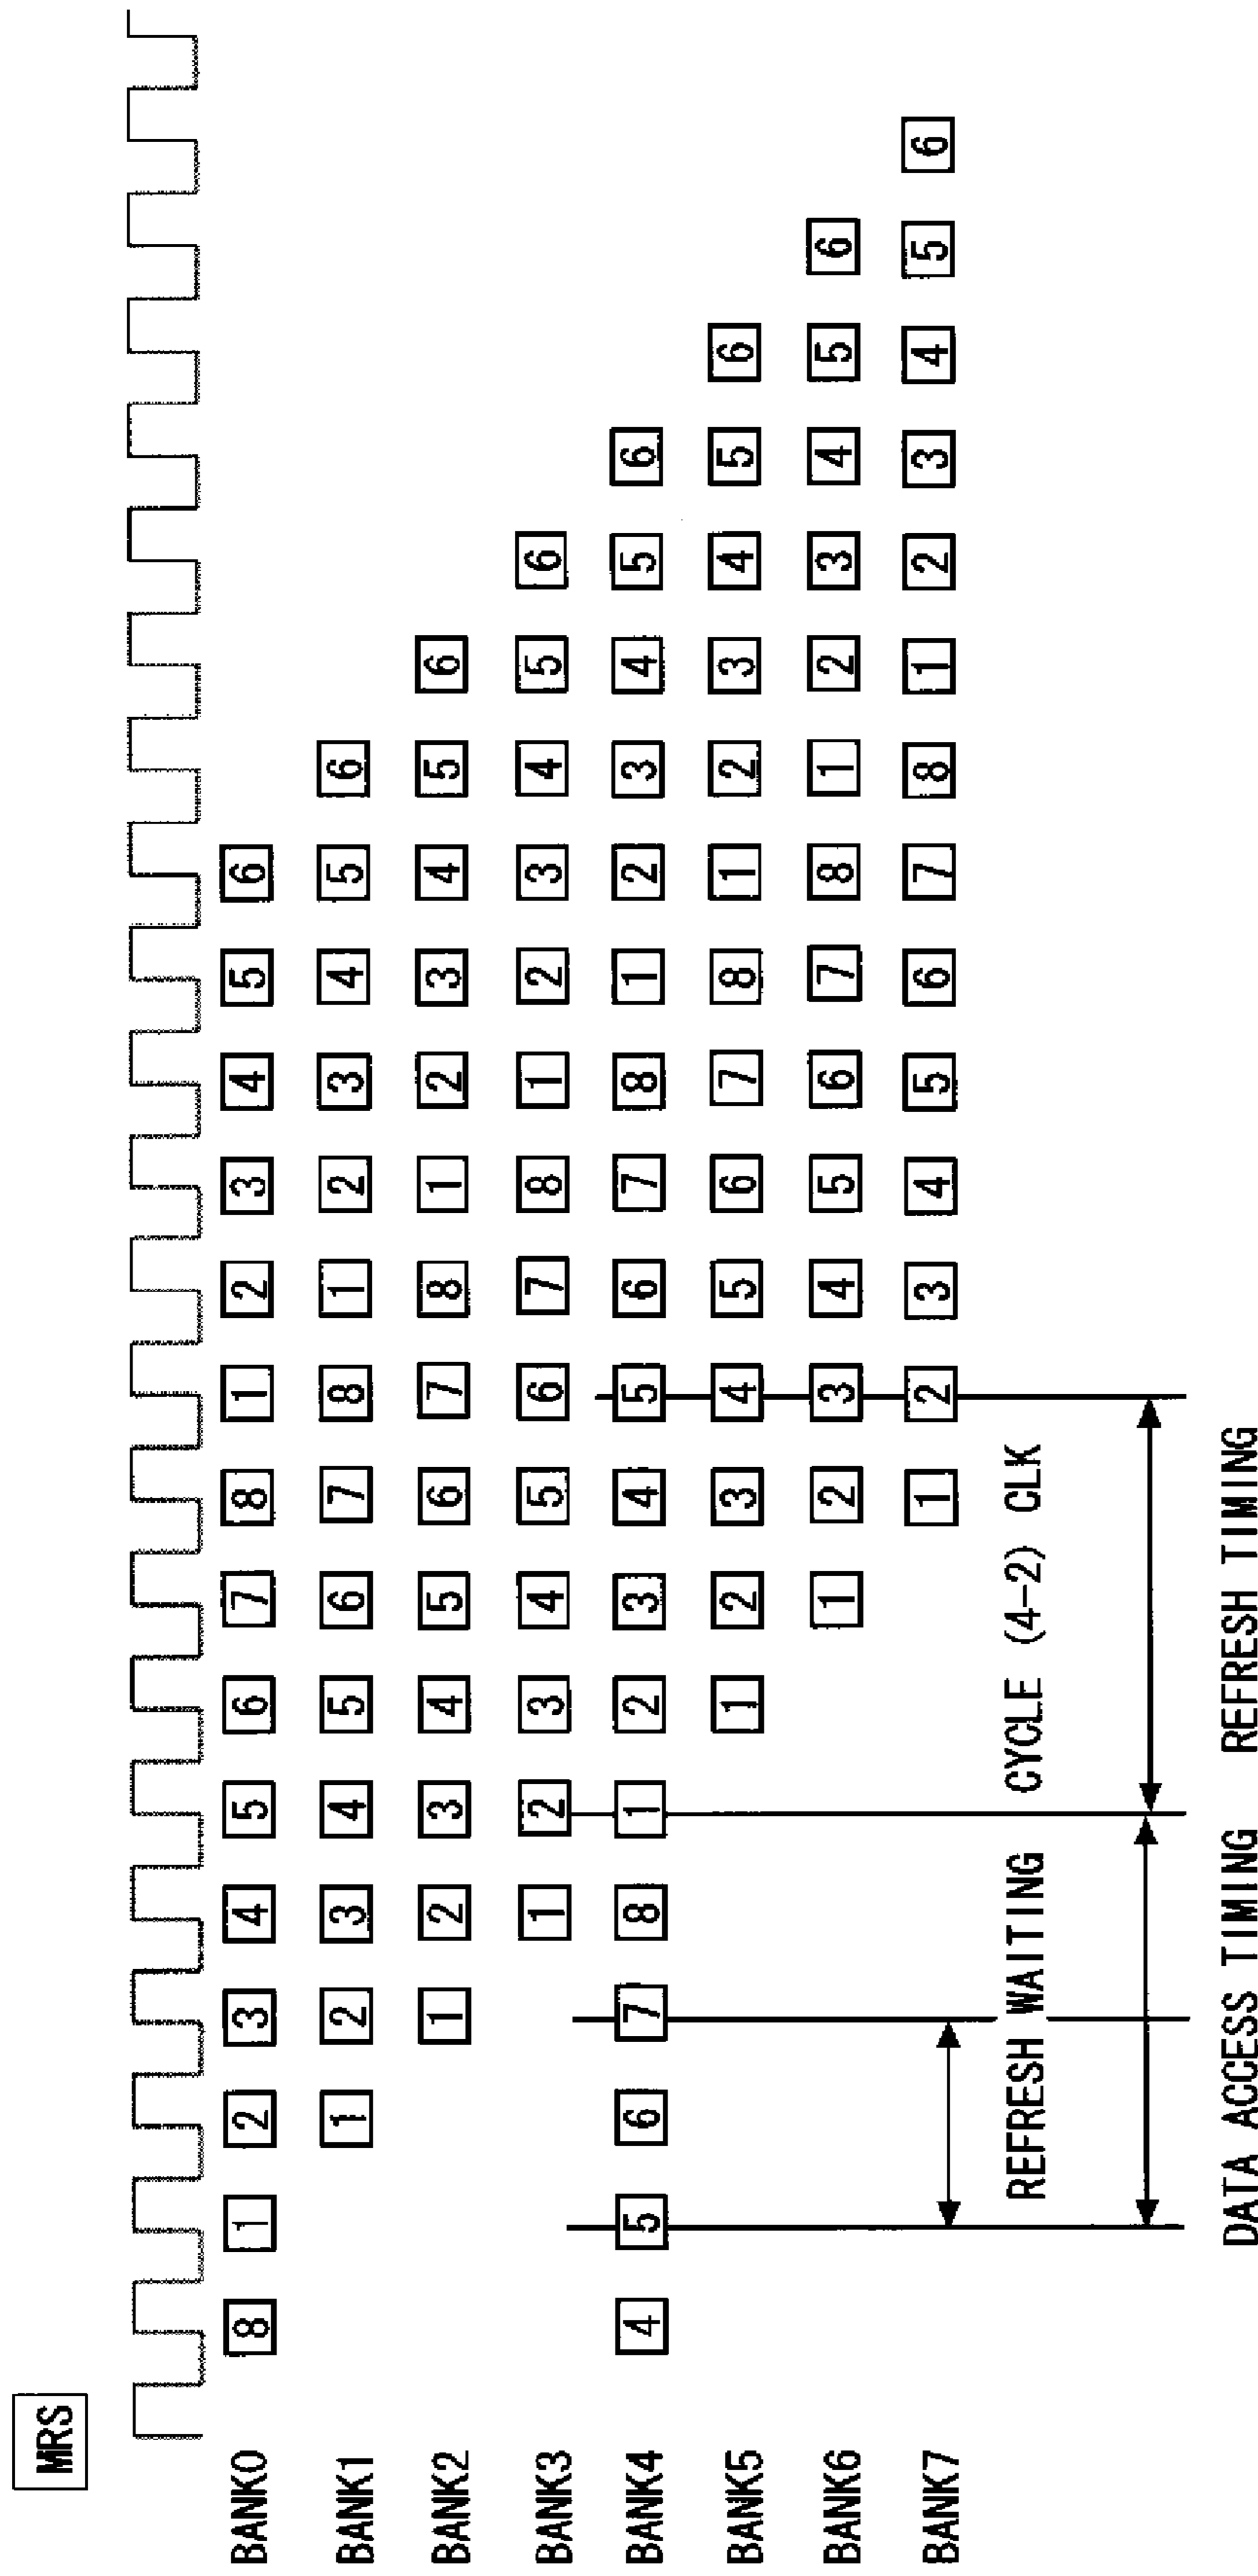 MRS
BANK0 8 1 2 3 4 5 6 7 8 1 2 3 4 5 6
BANK1 1 2 3 4 5 6 7 8 1 2 3 4 5 6
BANK2 1 2 3 4 5 6 7 8 1 2 3 4 5 6
BANK3 1 2 3 4 5 6 7 8 1 2 3 4 5 6
BANK4 4 5 6 7 8 1 2 3 4 5 6 7 8 1 2 3 4 5 6
BANK5 1 2 3 4 5 6 7 8 1 2 3 4 5 6
BANK6 1 2 3 4 5 6 7 8 1 2 3 4 5 6
BANK7 1 2 3 4 5 6 7 8 1 2 3 4 5 6
REFRESH WAITING
CYCLE (4-2) CLK
DATA ACCESS TIMING
REFRESH TIMING